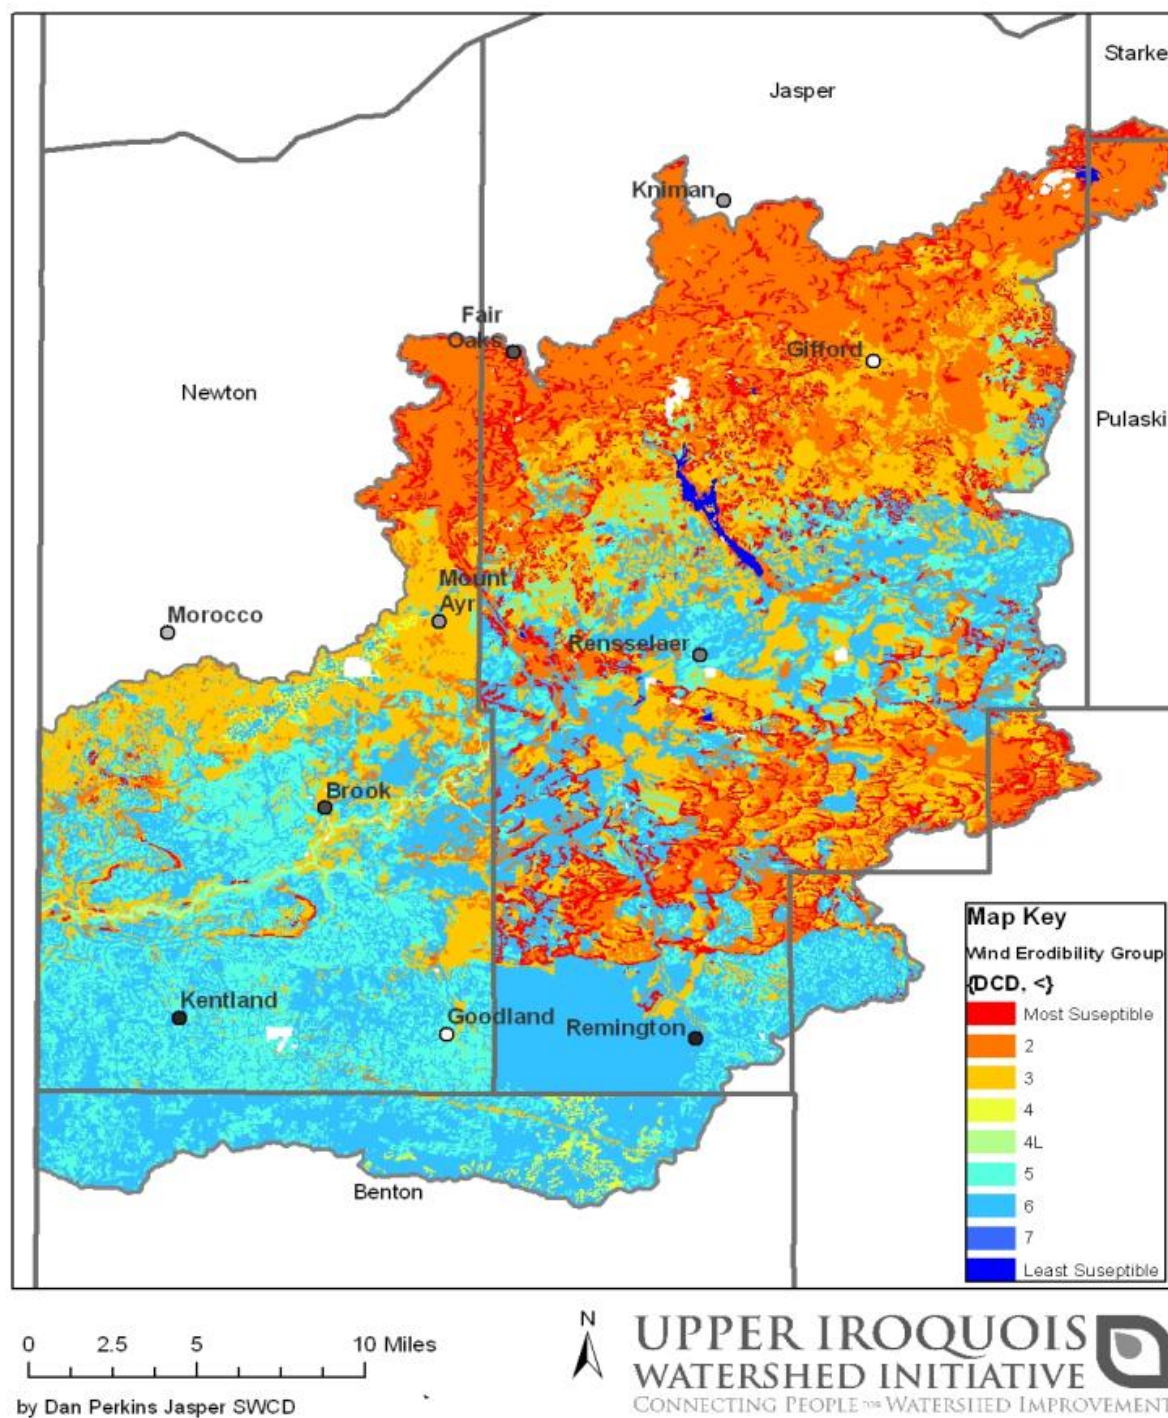 Starke
Jasper
Kniman
Fair
Oaks
Gifford
Newton
Pulaski
Mount
Ayr
Morocco
Rensselaer
Brook
Map Key
Wind Erodibility Group
{DCD, <}
Most Suseptible
2
3
4
4L
5
6
7
Least Suseptible
Kentland
Goodland
Remington
Benton
0 2.5 5 10 Miles
N
by Dan Perkins Jasper SWCD
UPPER IROQUOIS
WATERSHED INITIATIVE
CONNECTING PEOPLE FOR WATERSHED IMPROVEMENT